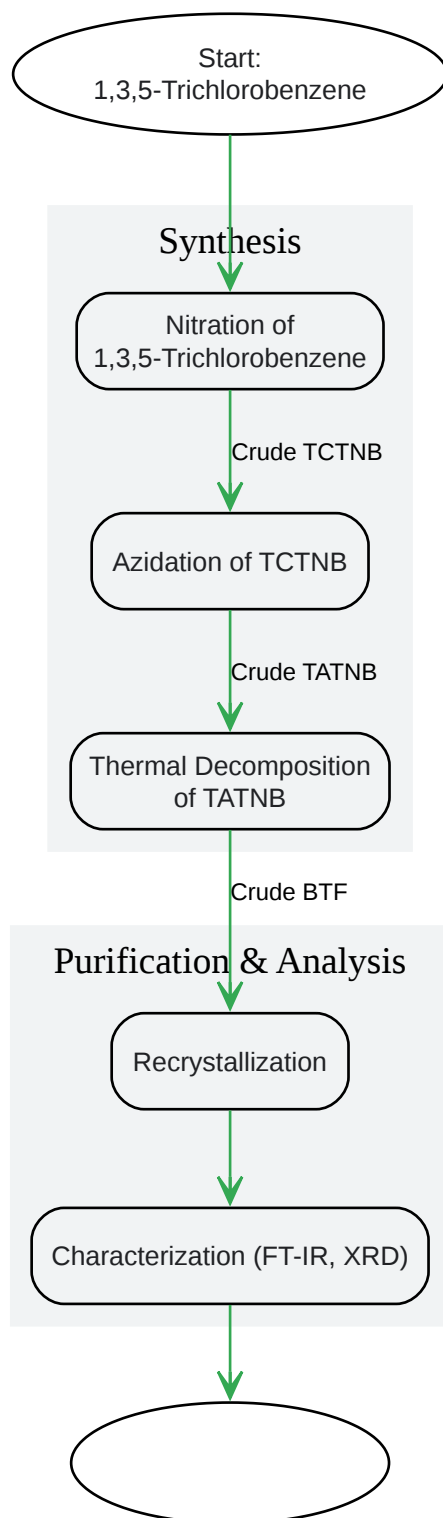 Start:
1,3,5-Trichlorobenzene
Synthesis
Nitration of
1,3,5-Trichlorobenzene
Crude TCTNB
Azidation of TCTNB
Crude TATNB
Thermal Decomposition
of TATNB
Crude BTF
Purification & Analysis
Recrystallization
Characterization (FT-IR, XRD)